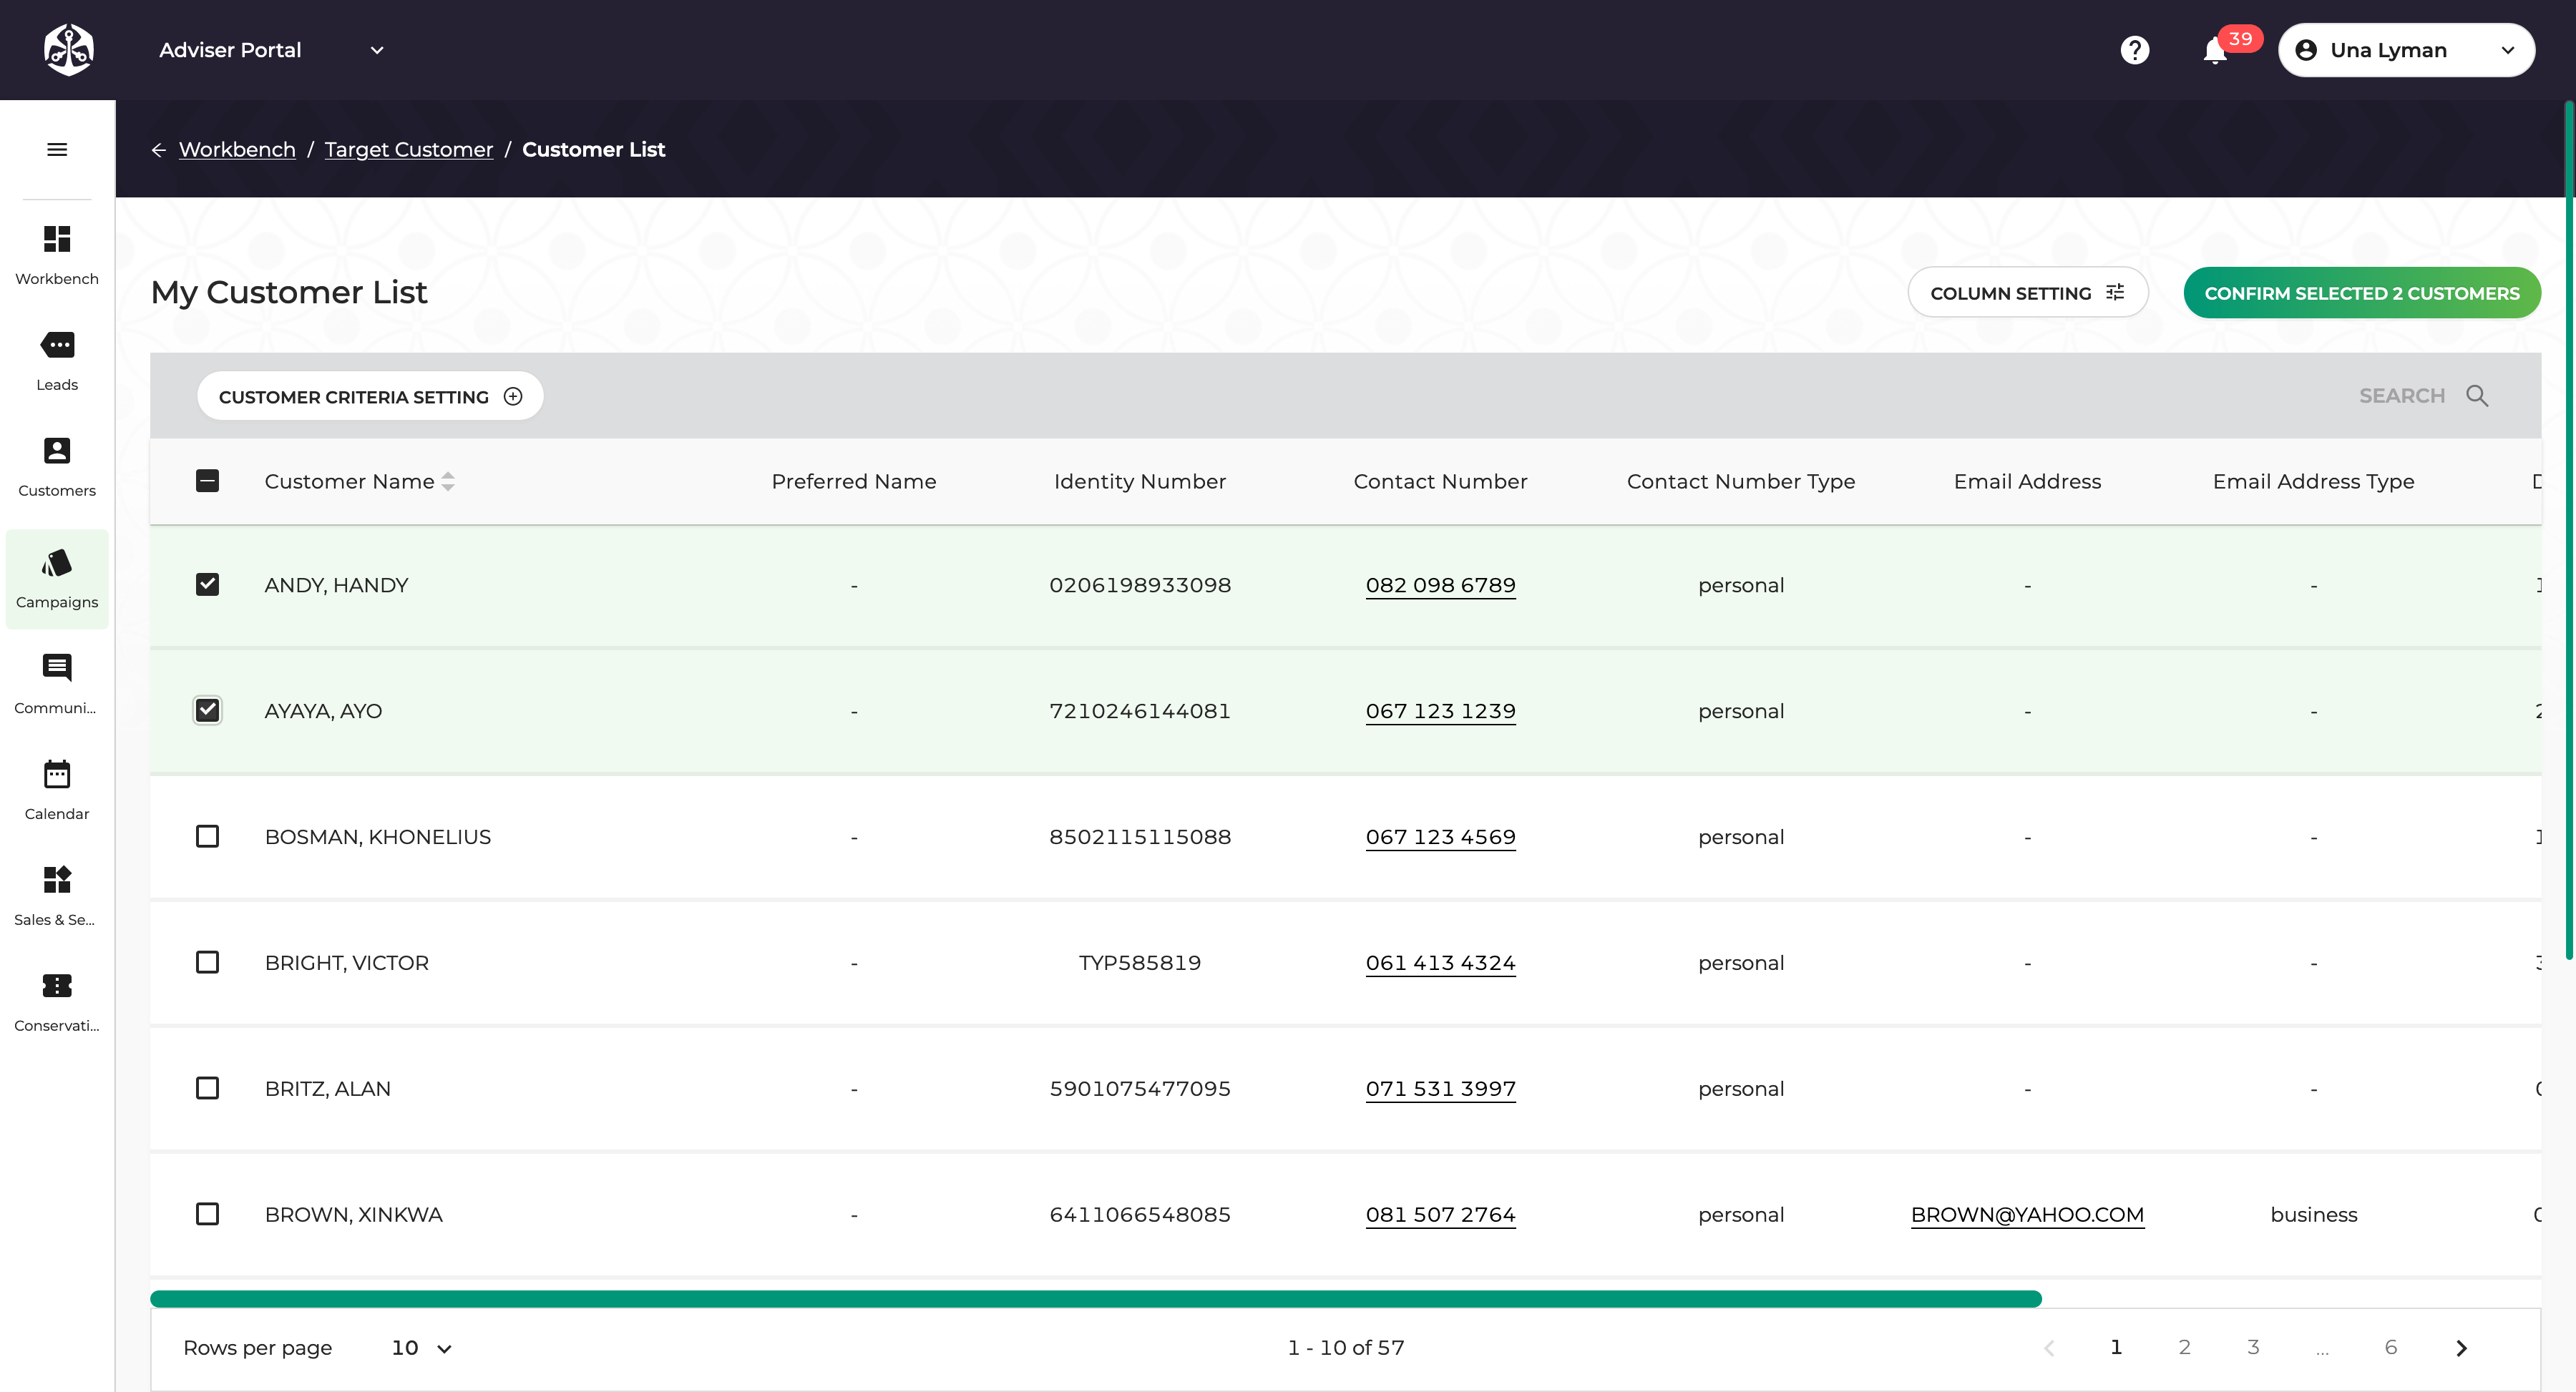 Adviser Portal
39
Una Lyman
Workbench / Target Customer / Customer List
Workbench
Leads
Customers
Campaigns
Communi...
Calendar
Sales & Se...
Conservati...
My Customer List
COLUMN SETTING
CONFIRM SELECTED 2 CUSTOMERS
CUSTOMER CRITERIA SETTING
SEARCH
Customer Name Preferred Name Identity Number Contact Number Contact Number Type Email Address Email Address Type
ANDY, HANDY - 0206198933098 082 098 6789 personal - -
AYAYA, AYO - 7210246144081 067 123 1239 personal - -
BOSMAN, KHONELIUS - 8502115115088 067 123 4569 personal - -
BRIGHT, VICTOR - TYP585819 061 413 4324 personal - -
BRITZ, ALAN - 5901075477095 071 531 3997 personal - -
BROWN, XINKWA - 6411066548085 081 507 2764 personal BROWN@YAHOO.COM business
Rows per page 10 1 - 10 of 57 1 2 3 ... 6